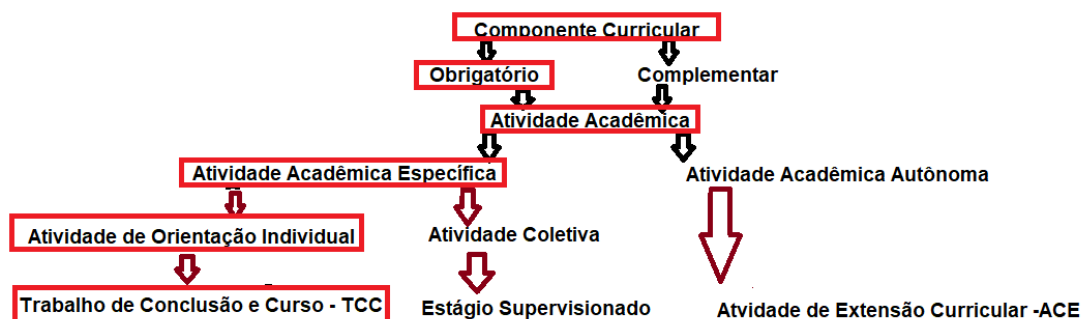 Componente Curricular
Obrigatório
Complementar
Atividade Acadêmica
Atividade Acadêmica Específica
Atividade Acadêmica Autônoma
Atividade de Orientação Individual
Atividade Coletiva
Trabalho de Conclusão e Curso - TCC
Estágio Supervisionado
Atvidade de Extensão Curricular -ACE